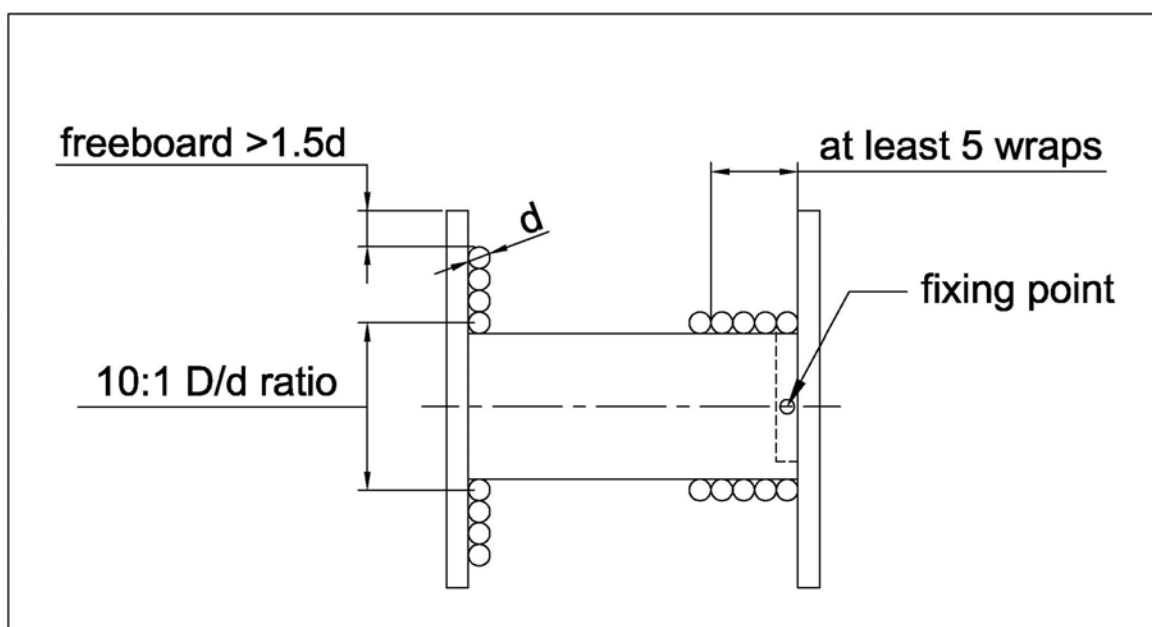 freeboard >1.5d
at least 5 wraps
d
fixing point
10:1 D/d ratio